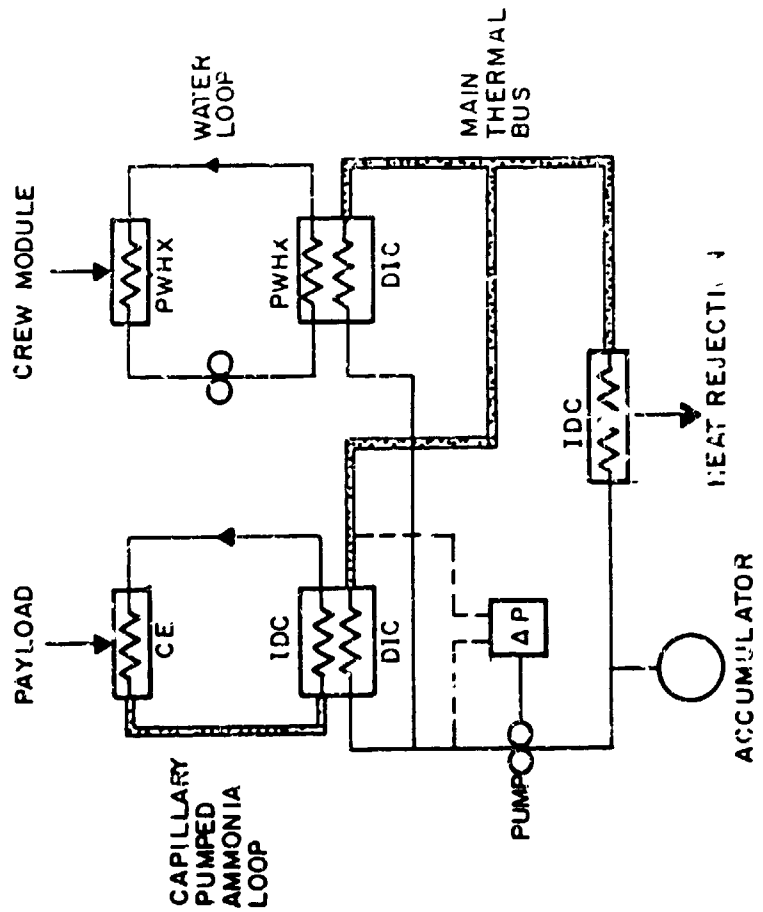 PAYLOAD
CREW MODULE
CE
PWHX
CAPILLARY
PUMPED
AMMONIA
LOOP
WATER
LOOP
IDC
DIC
PWHX
DIC
ΔP
PUMP
MAIN
THERMAL
BUS
IDC
ACCUMULATOR
HEAT REJECTION